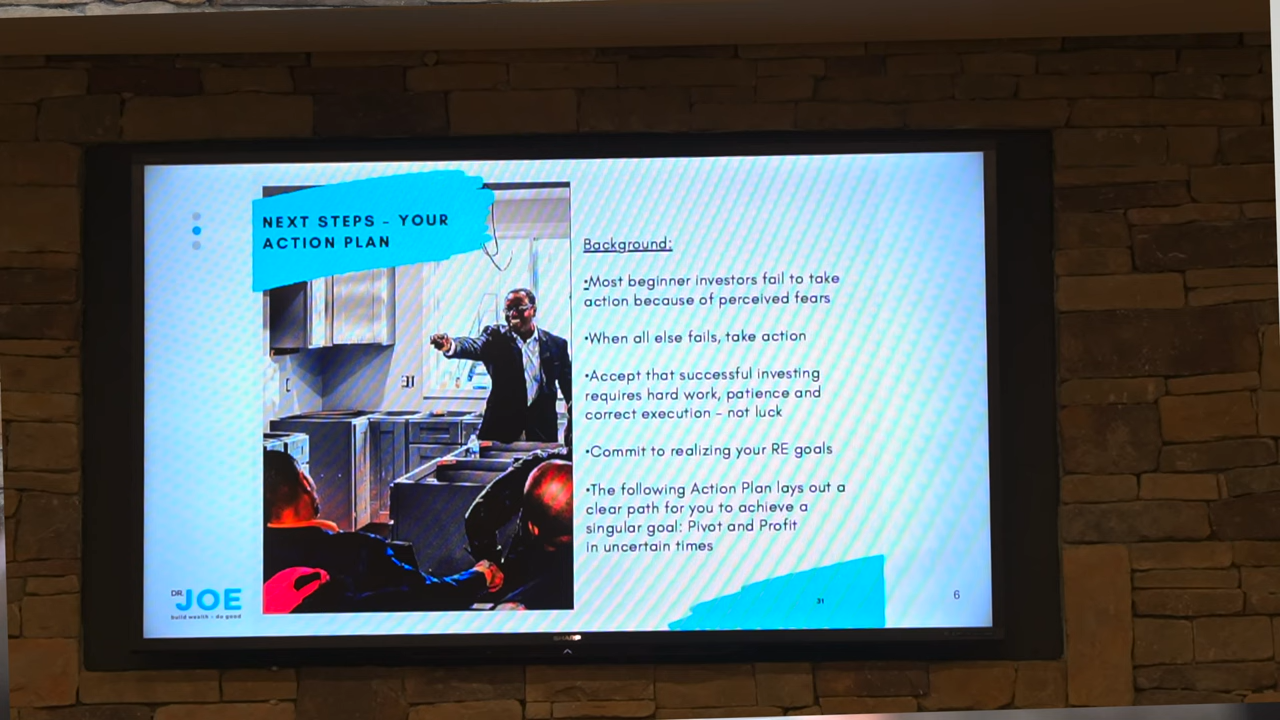 NEXT STEPS - YOUR
ACTION PLAN
Background:
•Most beginner investors fail to take
action because of perceived fears
•When all else fails, take action
•Accept that successful investing
requires hard work, patience and
correct execution – not luck
•Commit to realizing your RE goals
•The following Action Plan lays out a
clear path for you to achieve a
singular goal: Pivot and Profit
in uncertain times
DR.
JOE
build wealth - do good
31
6
SHARP